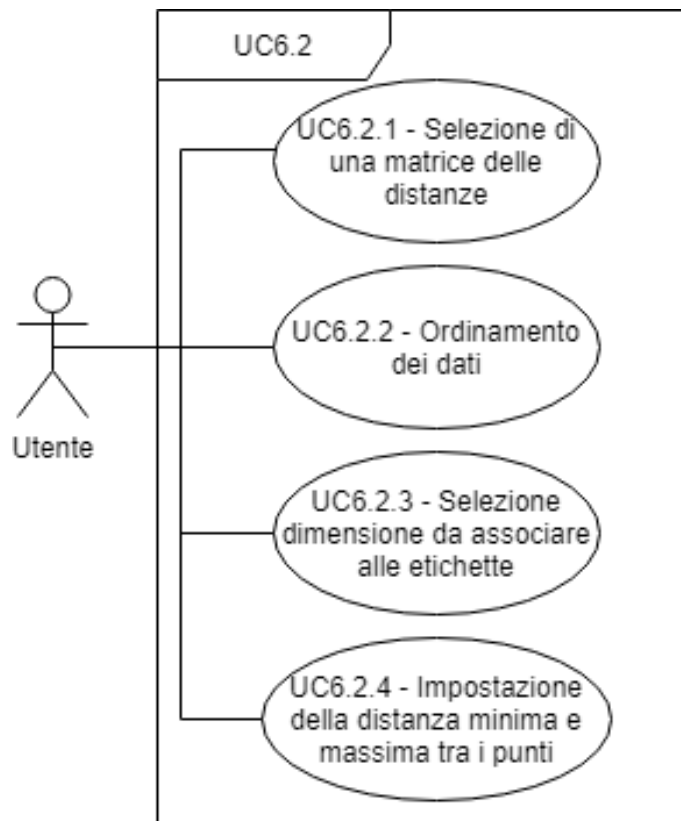 UC6.2
UC6.2.1 - Selezione di
una matrice delle
distanze
UC6.2.2 - Ordinamento
dei dati
Utente
UC6.2.3 - Selezione
dimensione da associare
alle etichette
UC6.2.4 - Impostazione
della distanza minima e
massima tra i punti